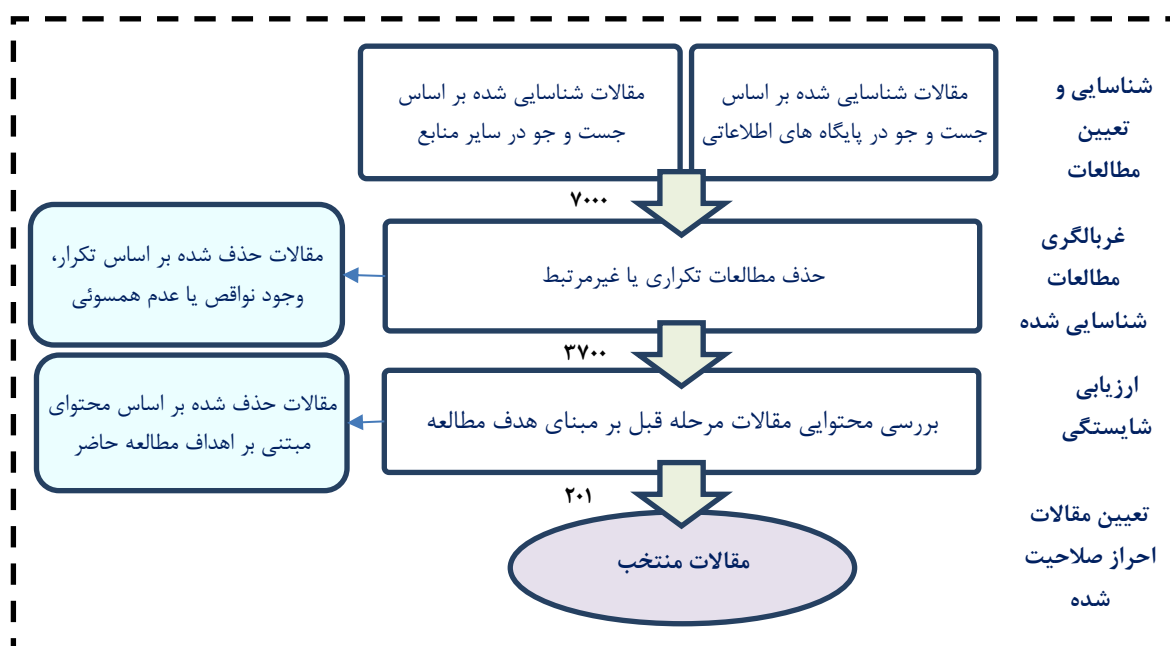 شناسایی و
تعیین
مطالعات
مقالات شناسایی شده بر اساس
جست و جو در پایگاه های اطلاعاتی
مقالات شناسایی شده بر اساس
جست و جو در سایر منابع
۷۰۰۰
غربالگری
مطالعات
شناسایی شده
حذف مطالعات تکراری یا غیرمرتبط
مقالات حذف شده بر اساس تکرار،
وجود نواقص یا عدم همسوئی
۳۷۰۰
ارزیابی
شایستگی
بررسی محتوایی مقالات مرحله قبل بر مبنای هدف مطالعه
مقالات حذف شده بر اساس محتوای
مبتنی بر اهداف مطالعه حاضر
۲۰۱
تعیین مقالات
احراز صلاحیت
شده
مقالات منتخب